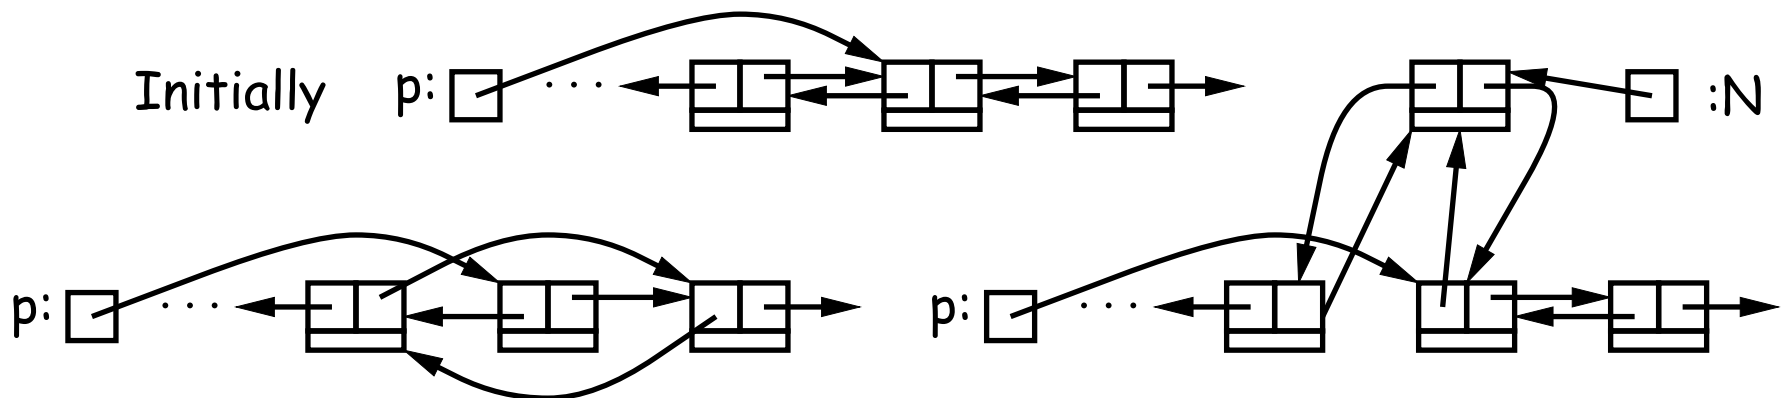 Initially p: . . . :N
p: . . . p: . . .